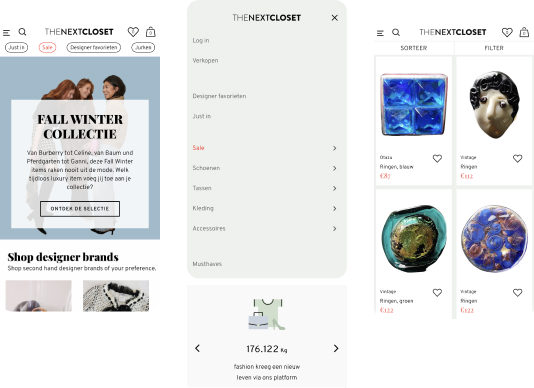 THENEXTCLOSET
0
Just in
Sale
Designer favorieten
Jurken
FALL WINTER
COLLECTIE
Van Burberry tot Celine, van Baum und
Pferdgarten tot Ganni, deze Fall Winter
items raken nooit uit de mode. Welk
tijdloos luxury item voeg jij toe aan je
collectie?
ONTDEK DE SELECTIE
Shop designer brands
Shop second hand designer brands of your preference.
THENEXTCLOSET
Log in
Verkopen
Designer favorieten
Just in
Sale
Schoenen
Tassen
Kleding
Accessoires
Musthaves
176.122 Kg
fashion kreeg een nieuw
leven via ons platform
THENEXTCLOSET
SORTEER
FILTER
Otazu
Ringen, blauw
€87
Vintage
Ringen
€112
Vintage
Ringen, groen
€122
Vintage
Ringen
€122